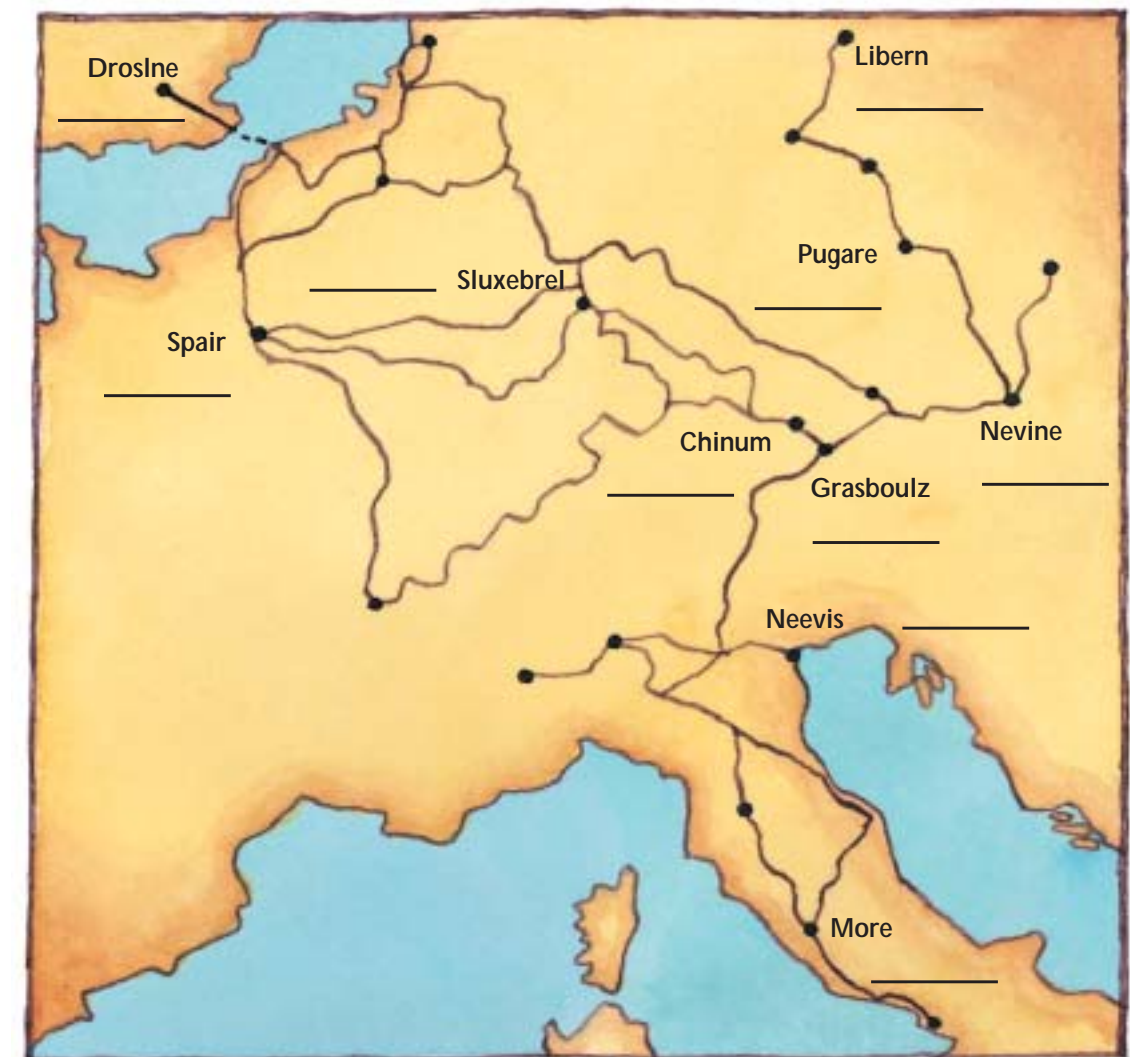 Libern
Droslne
Pugare
Sluxebrel
Spair
Nevine
Chinum
Grasboulz
Neevis
More